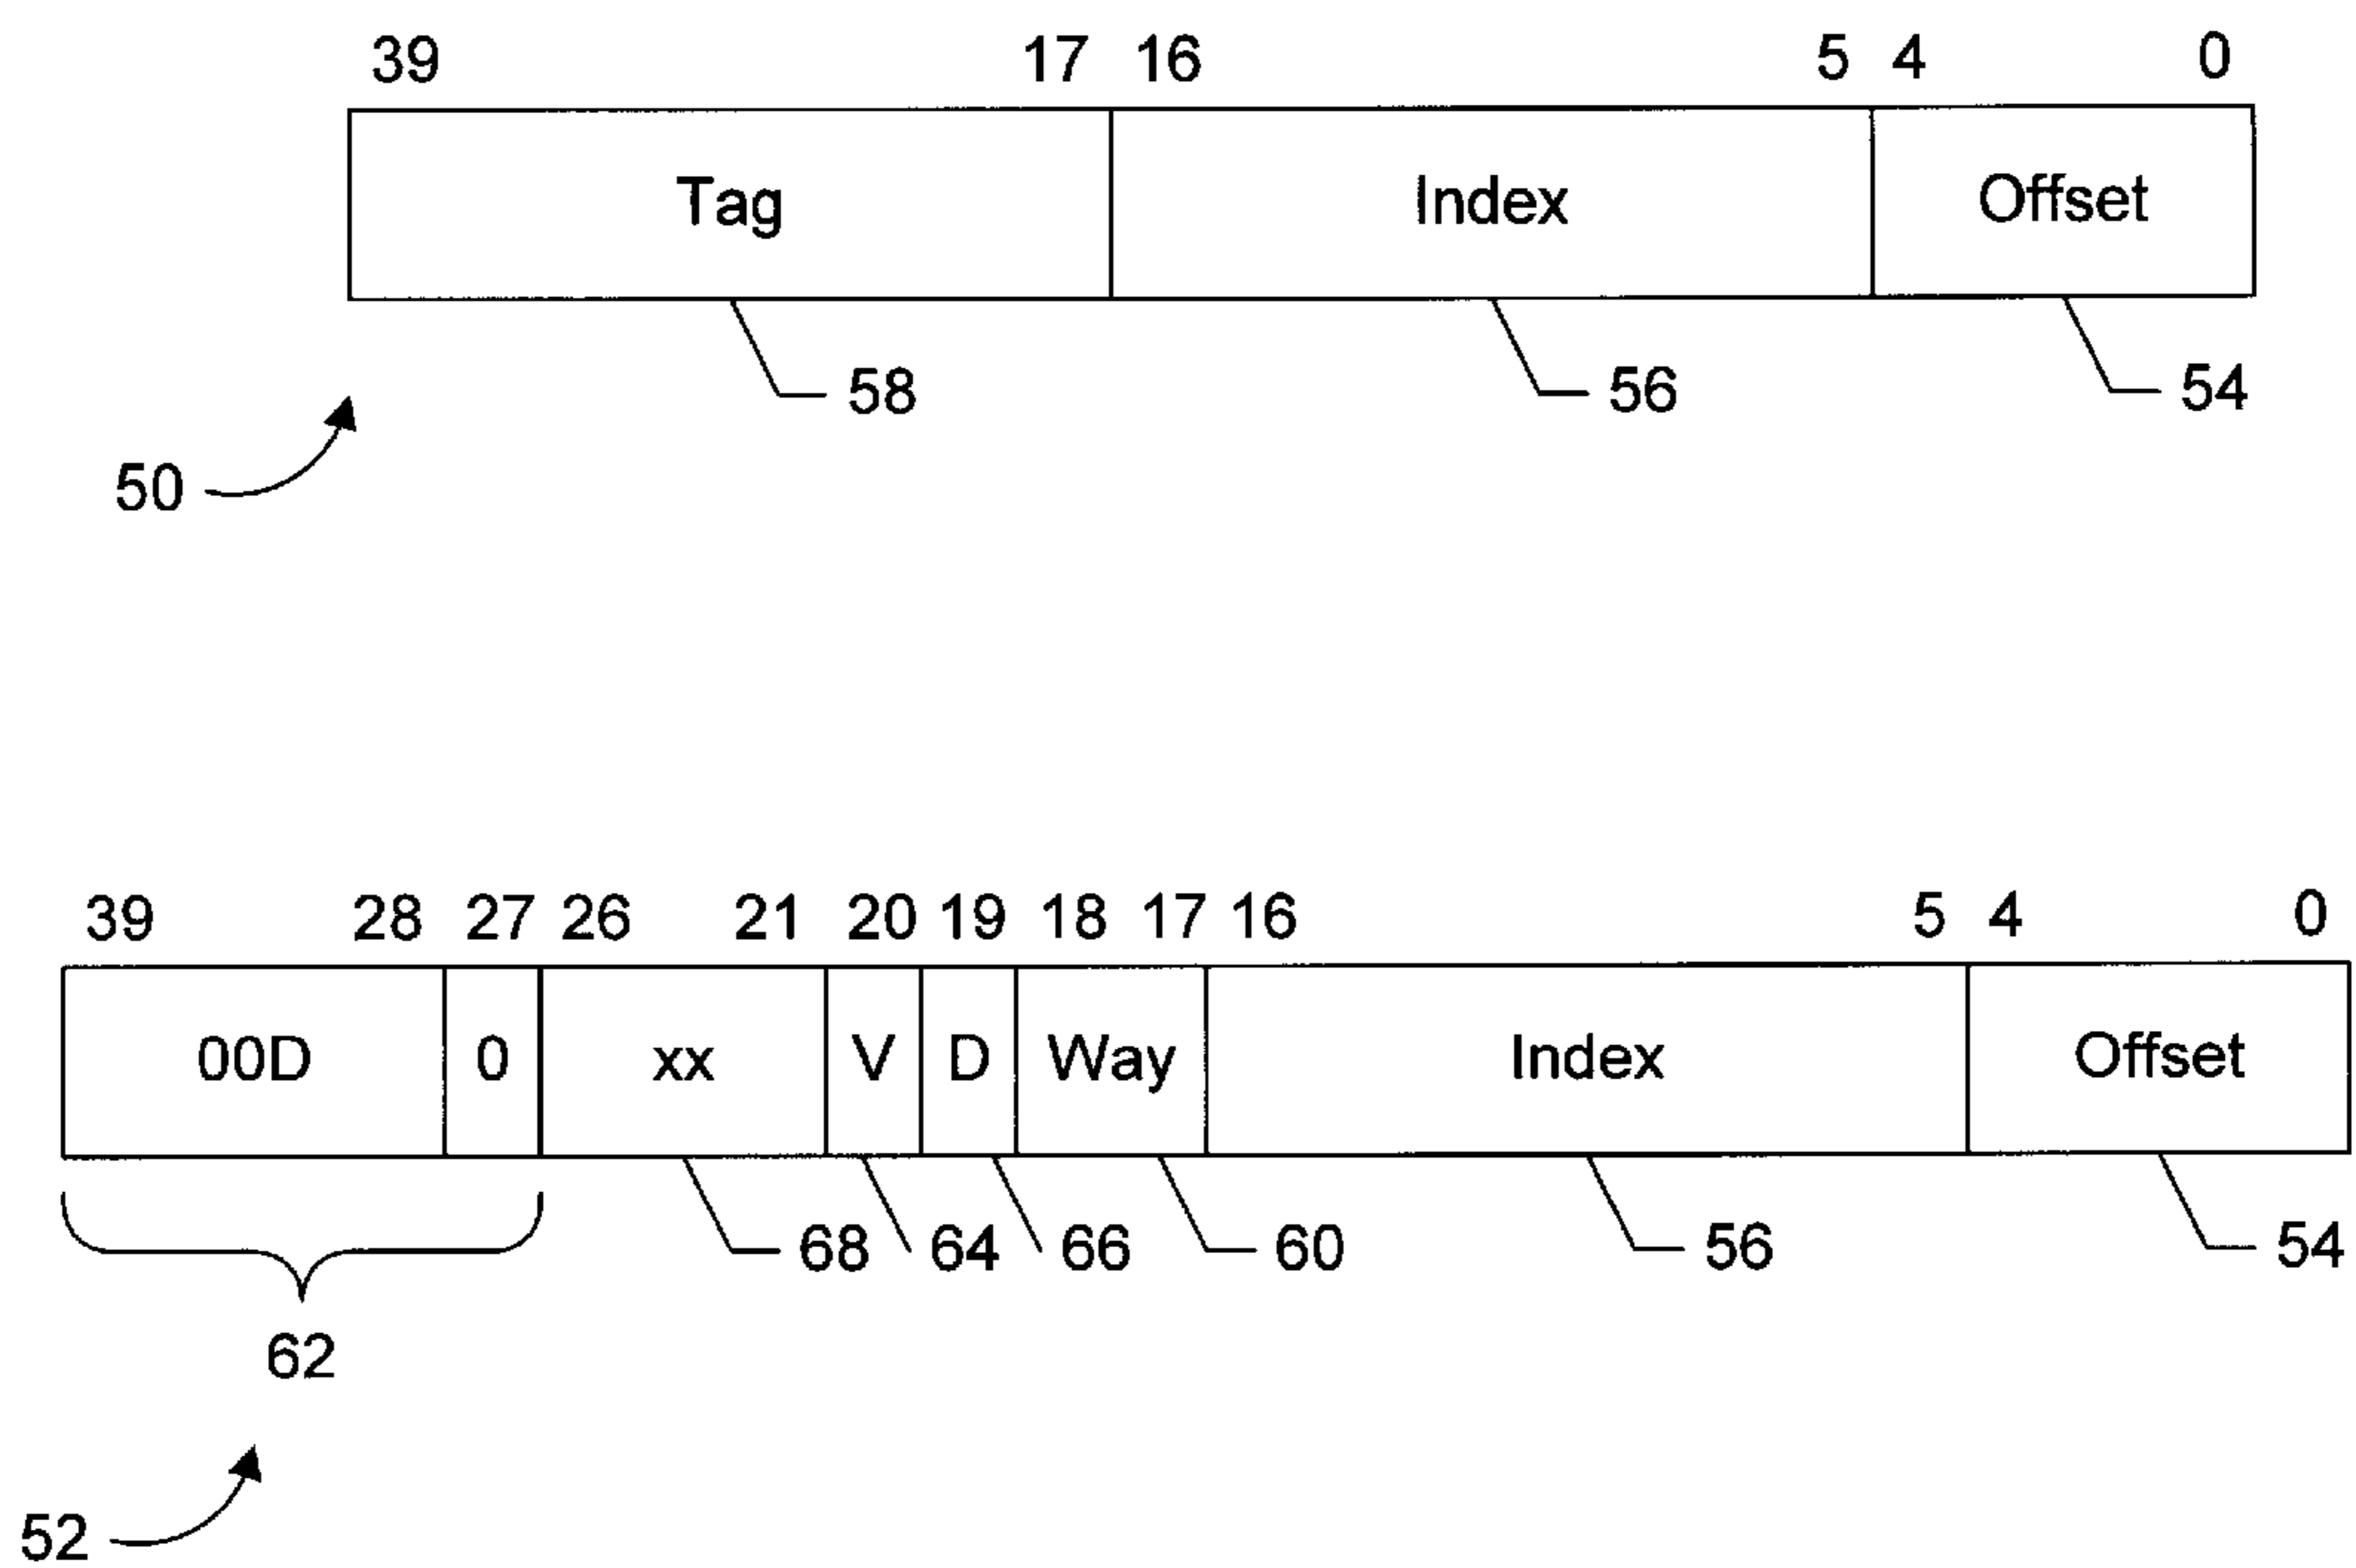 39 17 16 5 4 0
Tag Index Offset
58 56 54
50
39 28 27 26 21 20 19 18 17 16 5 4 0
00D 0 xx V D Way Index Offset
68 64 66 60 56 54
62
52